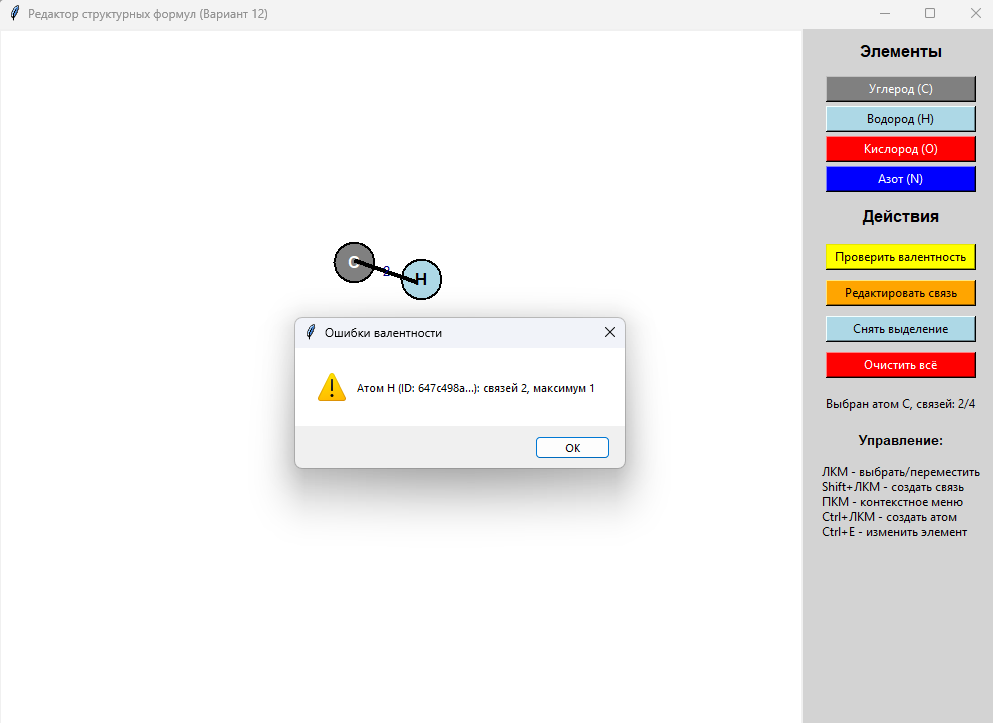 Редактор структурных формул (Вариант 12)
Элементы
Углерод (C)
Водород (H)
Кислород (O)
Азот (N)
Действия
Проверить валентность
Редактировать связь
Снять выделение
Очистить всё
Выбран атом C, связей: 2/4
Управление:
ЛКМ - выбрать/переместить
Shift+ЛКМ - создать связь
ПКМ - контекстное меню
Ctrl+ЛКМ - создать атом
Ctrl+E - изменить элемент
C
2
H
Ошибки валентности
Атом H (ID: 647c498a...): связей 2, максимум 1
OK